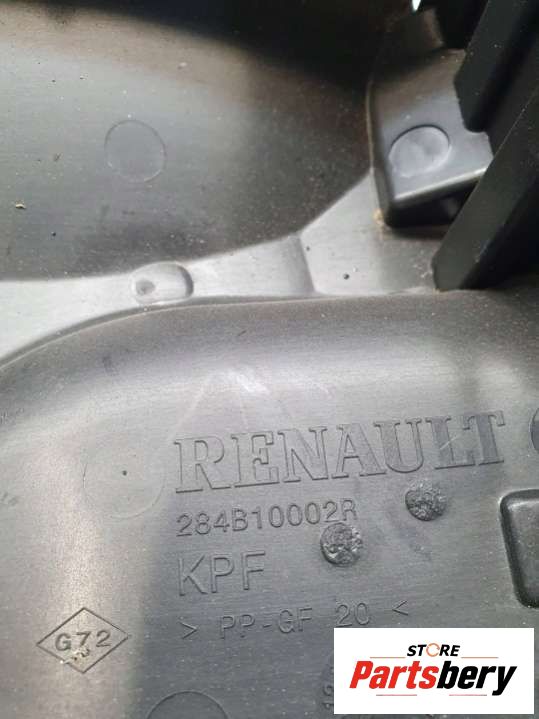 RENAULT
284B10002R
KPF
> PP-GF 20 <
G72
STORE
Partsbery